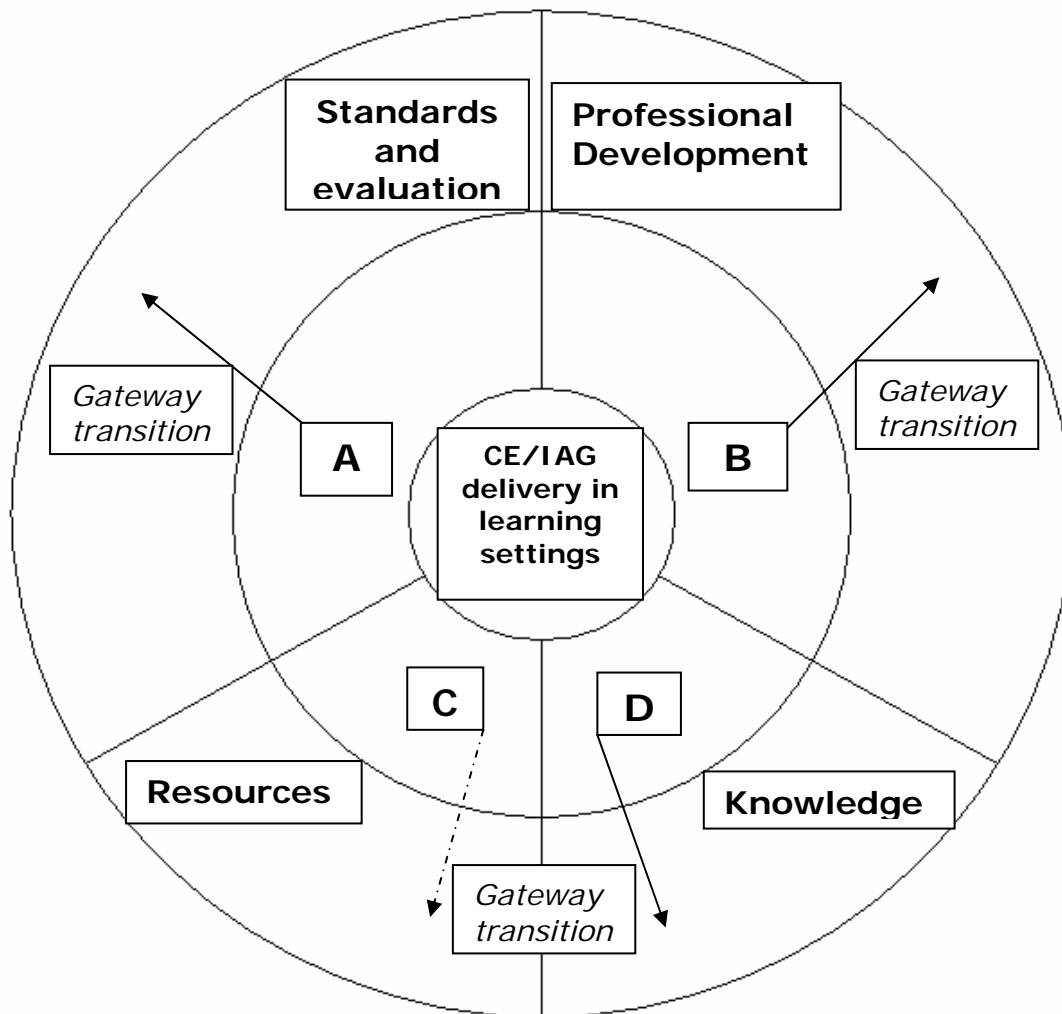 Standards
and
evaluation
Professional
Development
Gateway
transition
Gateway
transition
A
CE/IAG
delivery in
learning
settings
B
C
D
Resources
Knowledge
Gateway
transition